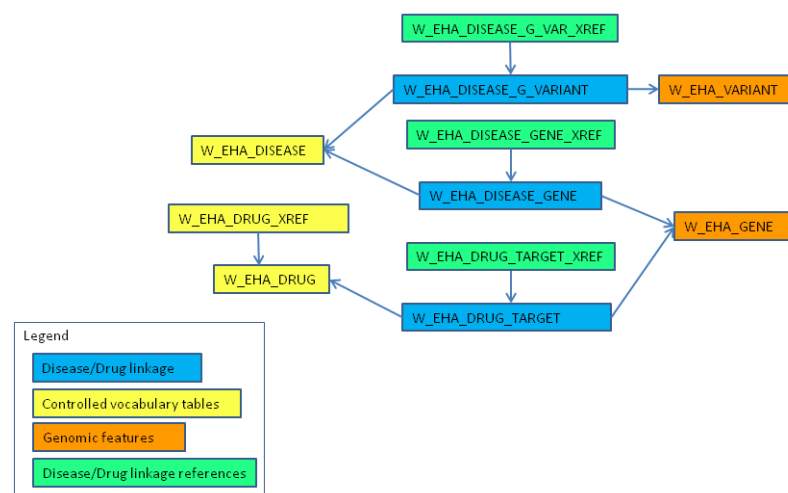 W_EHA_DISEASE_G_VAR_XREF
W_EHA_DISEASE_G_VARIANT
W_EHA_VARIANT
W_EHA_DISEASE_GENE_XREF
W_EHA_DISEASE
W_EHA_DISEASE_GENE
W_EHA_DRUG_XREF
W_EHA_GENE
W_EHA_DRUG_TARGET_XREF
W_EHA_DRUG
W_EHA_DRUG_TARGET
Legend
Disease/Drug linkage
Controlled vocabulary tables
Genomic features
Disease/Drug linkage references